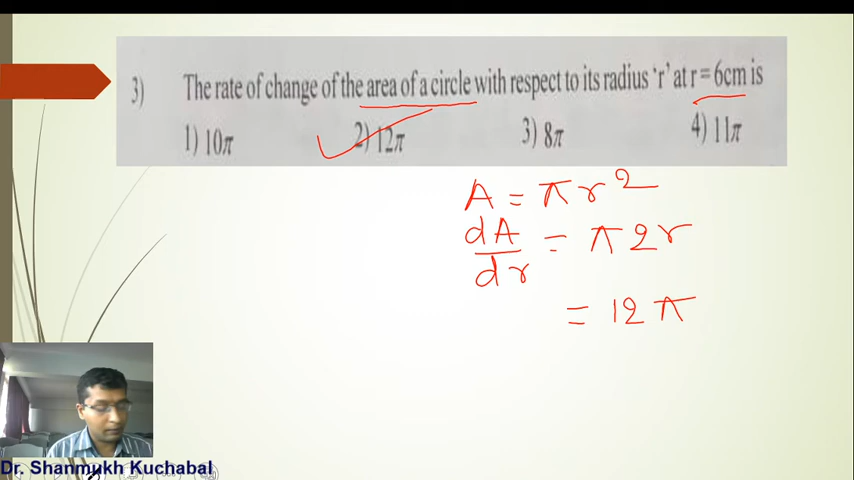 3) The rate of change of the area of a circle with respect to its radius 'r' at r = 6cm is
1) 10π 2) 12π 3) 8π 4) 11π
A = πr²
dA/dr = π2r
= 12π
Dr. Shanmukh Kuchabal